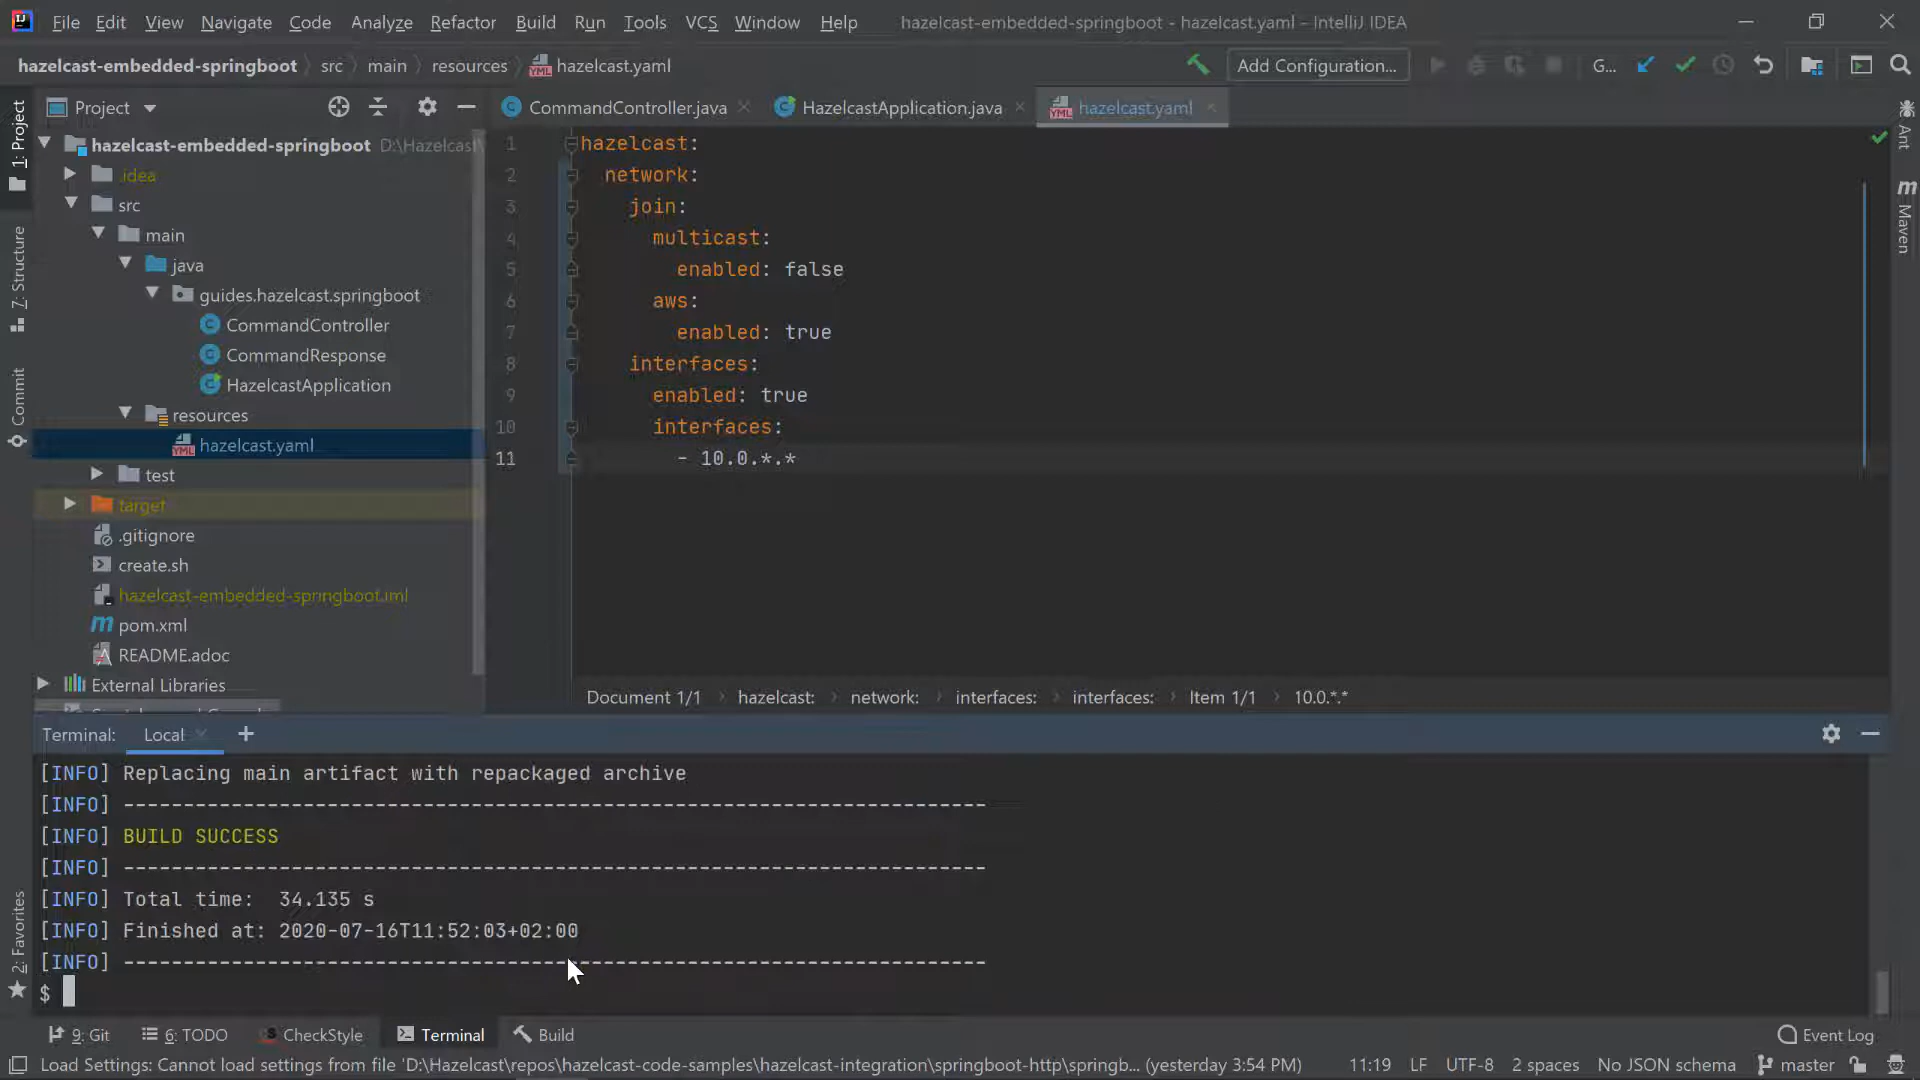 File Edit View Navigate Code Analyze Refactor Build Run Tools VCS Window Help hazelcast-embedded-springboot - hazelcast.yaml - IntelliJ IDEA
hazelcast-embedded-springboot src main resources hazelcast.yaml Add Configuration... G...
Project
CommandController.java HazelcastApplication.java hazelcast.yaml
1: Project
7: Structure
Commit
2: Favorites
Ant
Maven
hazelcast-embedded-springboot D:\Hazelcast\
.idea
src
main
java
guides.hazelcast.springboot
CommandController
CommandResponse
HazelcastApplication
resources
hazelcast.yaml
test
target
.gitignore
create.sh
hazelcast-embedded-springboot.iml
pom.xml
README.adoc
External Libraries
1 hazelcast:
2 network:
3 join:
4 multicast:
5 enabled: false
6 aws:
7 enabled: true
8 interfaces:
9 enabled: true
10 interfaces:
11 - 10.0.*.*
Document 1/1 hazelcast: network: interfaces: interfaces: Item 1/1 10.0.*.*
Terminal: Local
[INFO] Replacing main artifact with repackaged archive
[INFO] ------------------------------------------------------------------------
[INFO] BUILD SUCCESS
[INFO] ------------------------------------------------------------------------
[INFO] Total time: 34.135 s
[INFO] Finished at: 2020-07-16T11:52:03+02:00
[INFO] ------------------------------------------------------------------------
$
9: Git 6: TODO CheckStyle Terminal Build Event Log
Load Settings: Cannot load settings from file 'D:\Hazelcast\repos\hazelcast-code-samples\hazelcast-integration\springboot-http\springb... (yesterday 3:54 PM) 11:19 LF UTF-8 2 spaces No JSON schema master